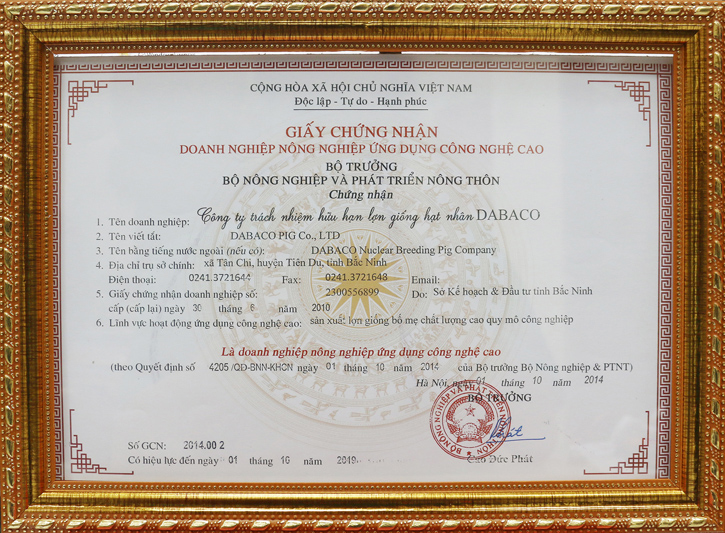 CỘNG HÒA XÃ HỘI CHỦ NGHĨA VIỆT NAM
Độc lập - Tự do - Hạnh phúc
GIẤY CHỨNG NHẬN
DOANH NGHIỆP NÔNG NGHIỆP ỨNG DỤNG CÔNG NGHỆ CAO
BỘ TRƯỞNG
BỘ NÔNG NGHIỆP VÀ PHÁT TRIỂN NÔNG THÔN
Chứng nhận
1. Tên doanh nghiệp: Công ty trách nhiệm hữu hạn lợn giống hạt nhân DABACO
2. Tên viết tắt: DABACO PIG Co., LTD
3. Tên bằng tiếng nước ngoài (nếu có): DABACO Nuclear Breeding Pig Company
4. Địa chỉ trụ sở chính: xã Tân Chi, huyện Tiên Du, tỉnh Bắc Ninh
Điện thoại: 0241.3721644 Fax: 0241.3721648 Email:
5. Giấy chứng nhận doanh nghiệp số: 2300556899 Do: Sở Kế hoạch & Đầu tư tỉnh Bắc Ninh
cấp (cấp lại) ngày 30 tháng 6 năm 2010
6. Lĩnh vực hoạt động ứng dụng công nghệ cao: sản xuất lợn giống bố mẹ chất lượng cao quy mô công nghiệp
Là doanh nghiệp nông nghiệp ứng dụng công nghệ cao
(theo Quyết định số 4205 /QĐ-BNN-KHCN ngày 01 tháng 10 năm 2014 của Bộ trưởng Bộ Nông nghiệp & PTNT)
Hà Nội, ngày 01 tháng 10 năm 2014
BỘ TRƯỞNG
BỘ NÔNG NGHIỆP VÀ PHÁT TRIỂN NÔNG THÔN
Số GCN: 2014.00 2
Có hiệu lực đến ngày 01 tháng 10 năm 2019
Cao Đức Phát